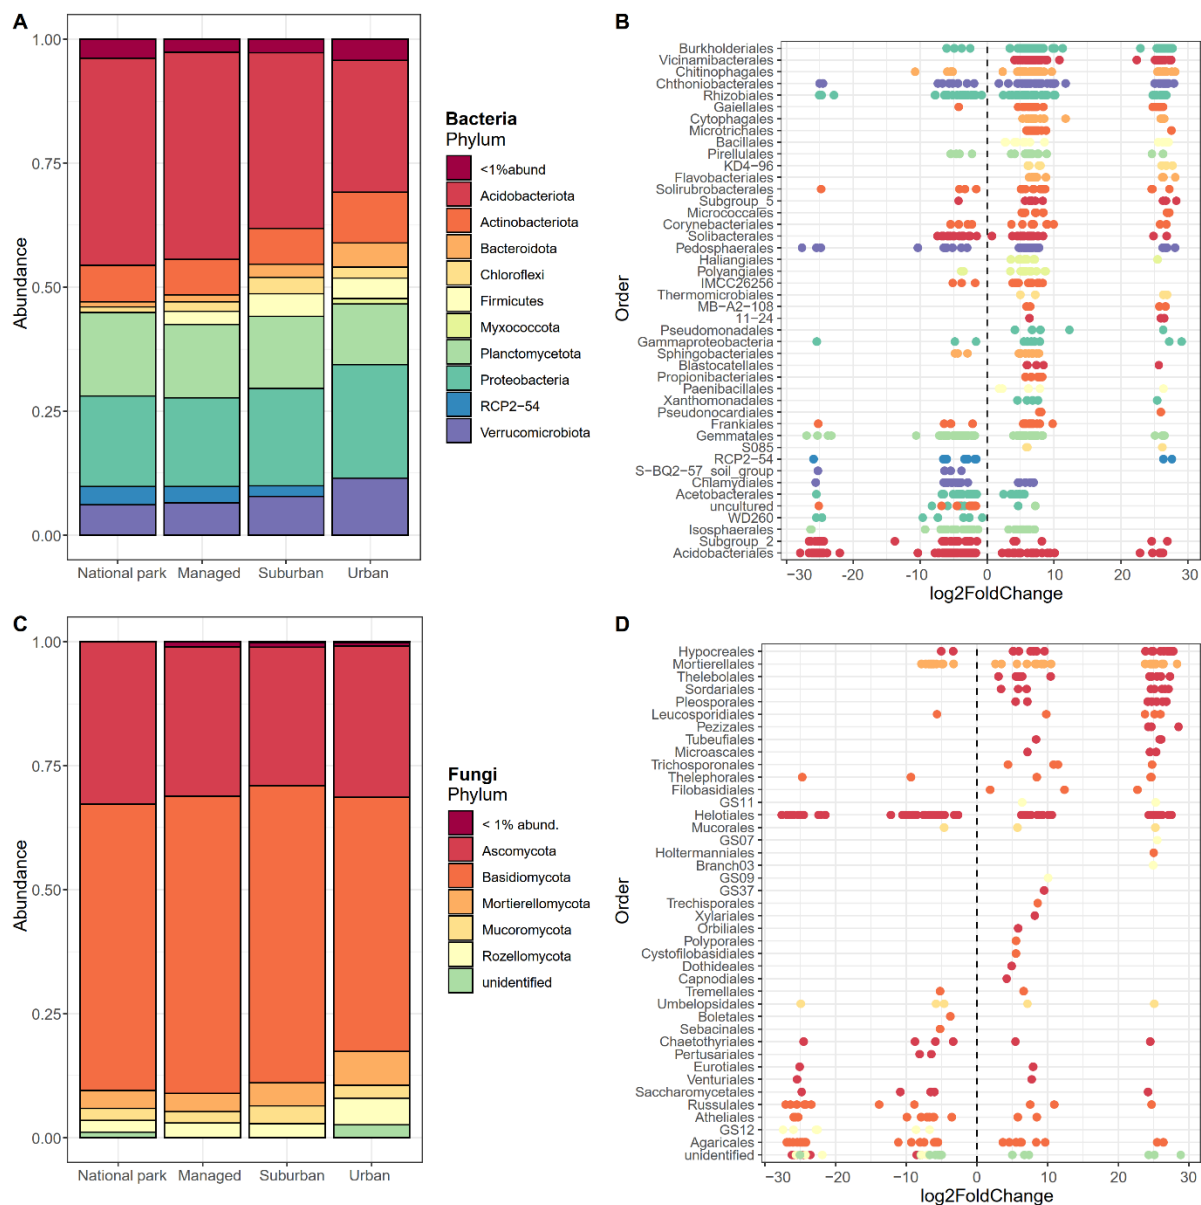 A
1.00
0.75
0.50
0.25
0.00
Abundance
National park
Managed
Suburban
Urban
Bacteria
Phylum
<1%abund
Acidobacteriota
Actinobacteriota
Bacteroidota
Chloroflexi
Firmicutes
Myxococcota
Planctomycetota
Proteobacteria
RCP2−54
Verrucomicrobiota
B
Order
Burkholderiales
Vicinamibacterales
Chitinophagales
Chthoniobacterales
Rhizobiales
Gaiellales
Cytophagales
Microtrichales
Bacillales
Pirellulales
KD4−96
Flavobacteriales
Solirubrobacterales
Subgroup_5
Micrococcales
Corynebacteriales
Solibacterales
Pedosphaerales
Haliangiales
Polyangiales
IMCC26256
Thermomicrobiales
MB−A2−108
11−24
Pseudomonadales
Gammaproteobacteria
Sphingobacteriales
Blastocatellales
Propionibacteriales
Paenibacillales
Xanthomonadales
Pseudonocardiales
Frankiales
Gemmatales
S085
RCP2−54
S−BQ2−57_soil_group
Chlamydiales
Acetobacterales
uncultured
WD260
Isosphaerales
Subgroup_2
Acidobacteriales
−30
−20
−10
0
10
20
30
log2FoldChange
C
1.00
0.75
0.50
0.25
0.00
Abundance
National park
Managed
Suburban
Urban
Fungi
Phylum
< 1% abund.
Ascomycota
Basidiomycota
Mortierellomycota
Mucoromycota
Rozellomycota
unidentified
D
Order
Hypocreales
Mortierellales
Thelebolales
Sordariales
Pleosporales
Leucosporidiales
Pezizales
Tubeufiales
Microascales
Trichosporonales
Thelephorales
Filobasidiales
GS11
Helotiales
Mucorales
GS07
Holtermanniales
Branch03
GS09
GS37
Trechisporales
Xylariales
Orbiliales
Polyporales
Cystofilobasidiales
Dothideales
Capnodiales
Tremellales
Umbelopsidales
Boletales
Sebacinales
Chaetothyriales
Pertusariales
Eurotiales
Venturiales
Saccharomycetales
Russulales
Atheliales
GS12
Agaricales
unidentified
−30
−20
−10
0
10
20
30
log2FoldChange